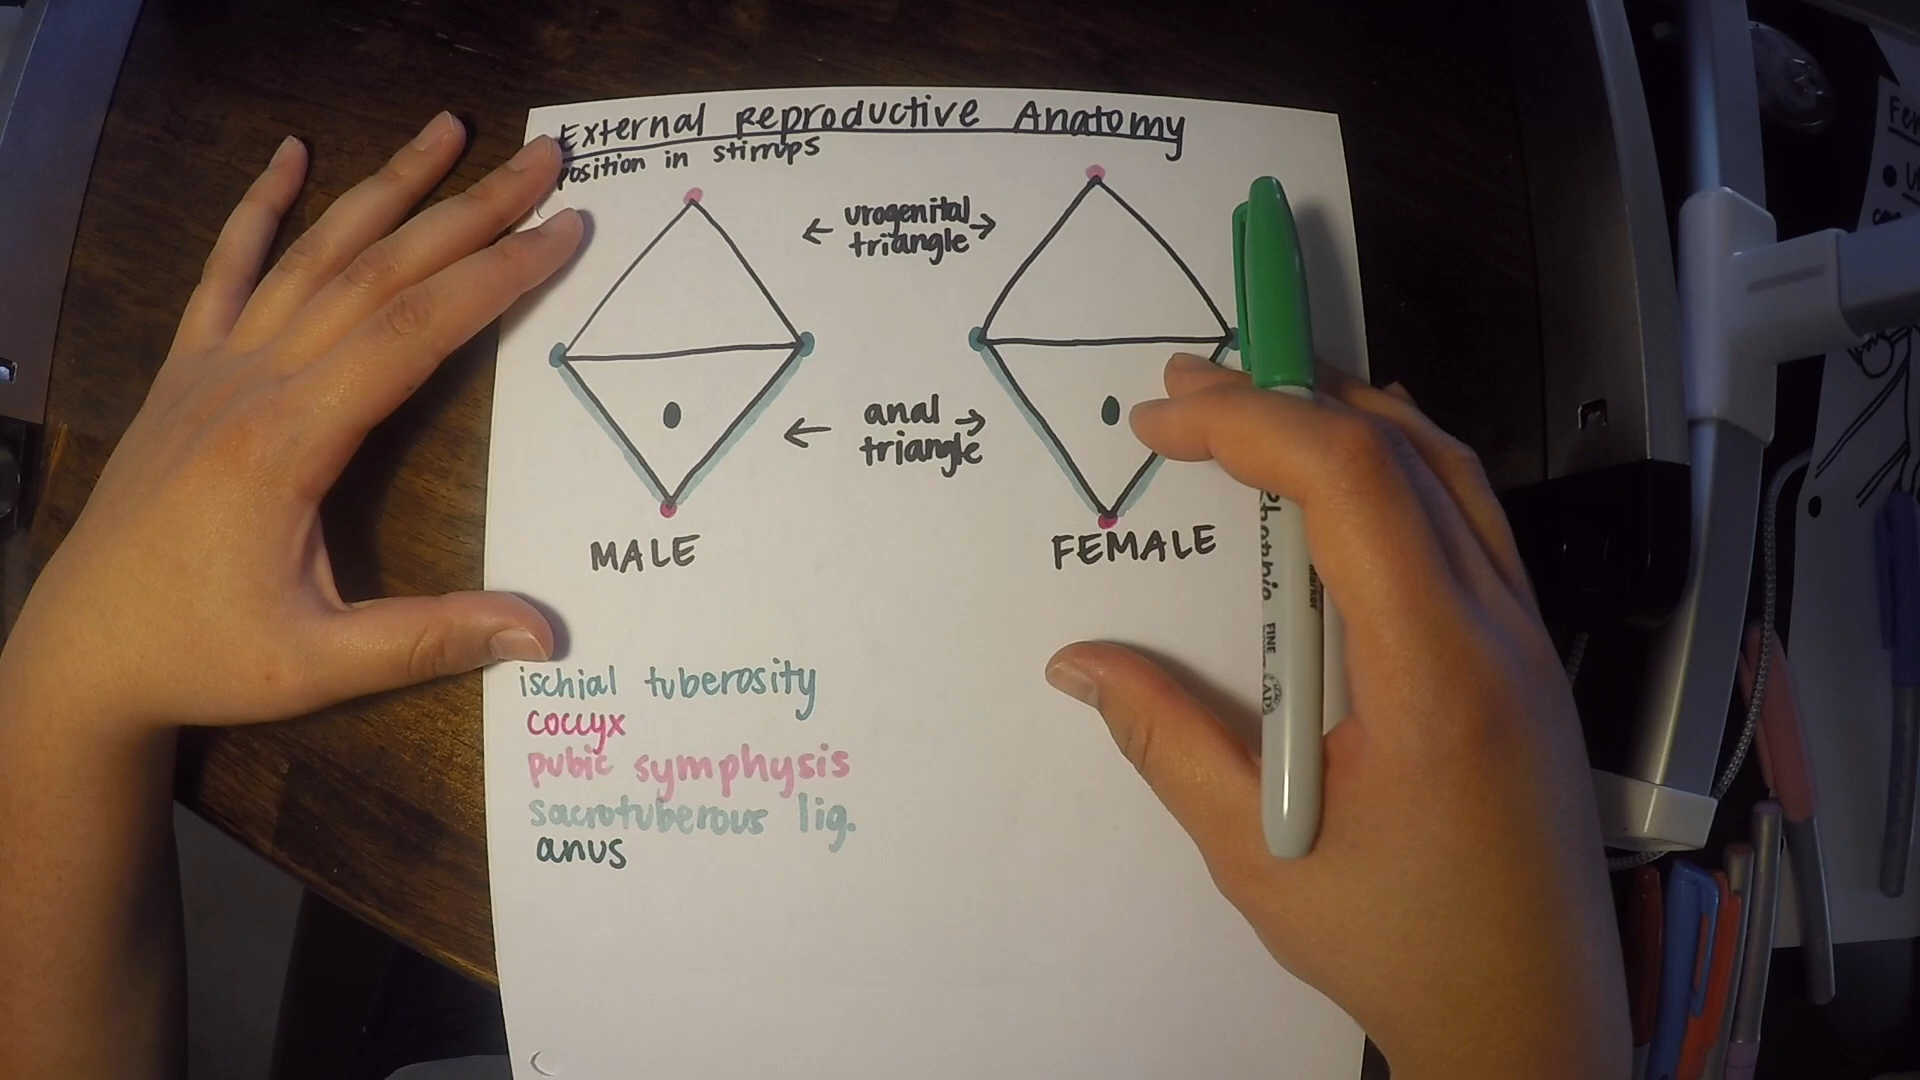 External Reproductive Anatomy
position in stirrups
← urogenital →
triangle
← anal →
triangle
MALE
FEMALE
ischial tuberosity
coccyx
pubic symphysis
sacrotuberous lig.
anus
FINE